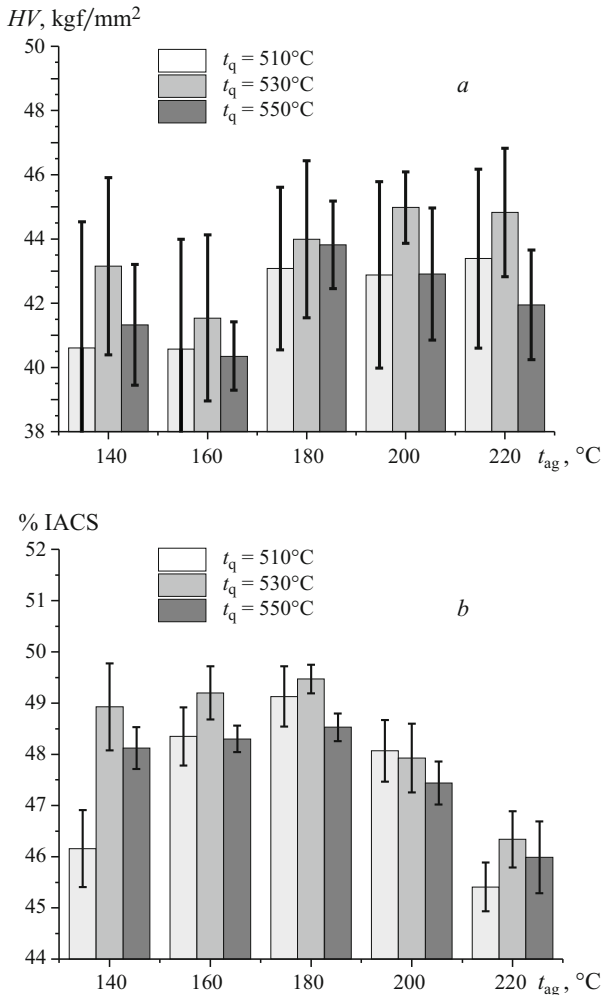 HV, kgf/mm²
50
48
46
44
42
40
38
t_q = 510°C
t_q = 530°C
t_q = 550°C
a
140 160 180 200 220 t_ag, °C
% IACS
52
51
50
49
48
47
46
45
44
t_q = 510°C
t_q = 530°C
t_q = 550°C
b
140 160 180 200 220 t_ag, °C